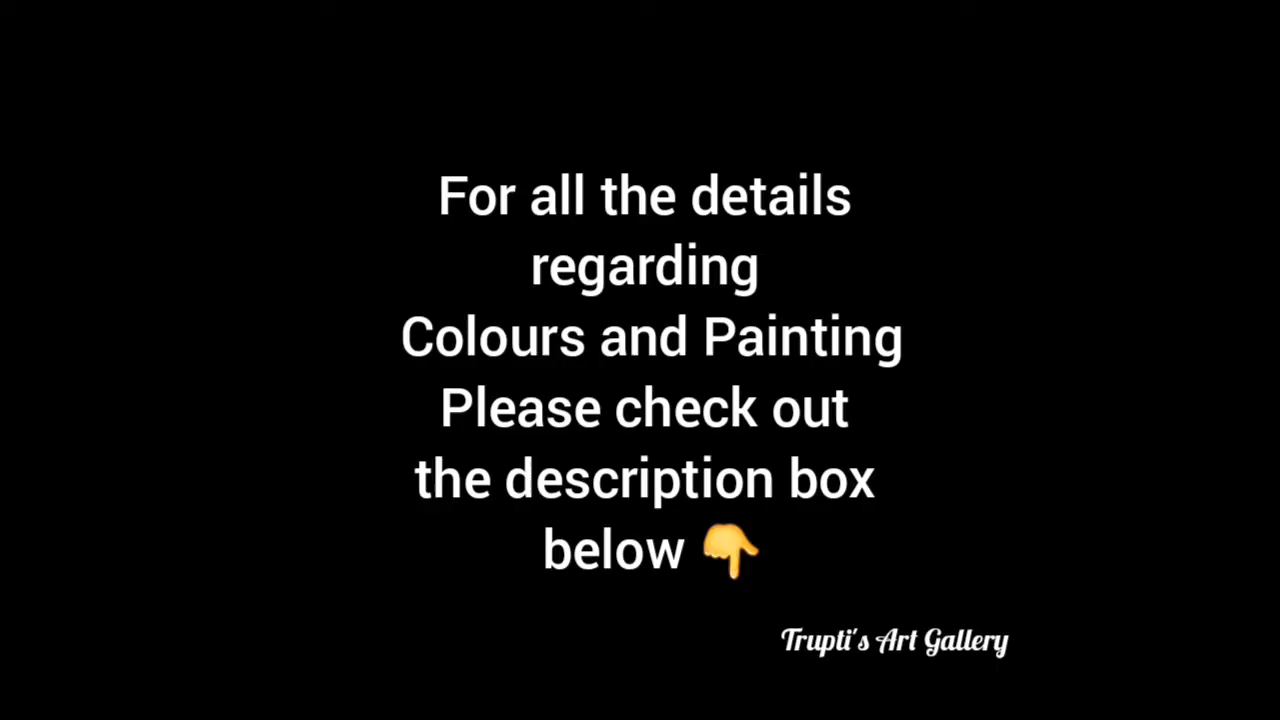 For all the details
regarding
Colours and Painting
Please check out
the description box
below 👇
Trupti's Art Gallery